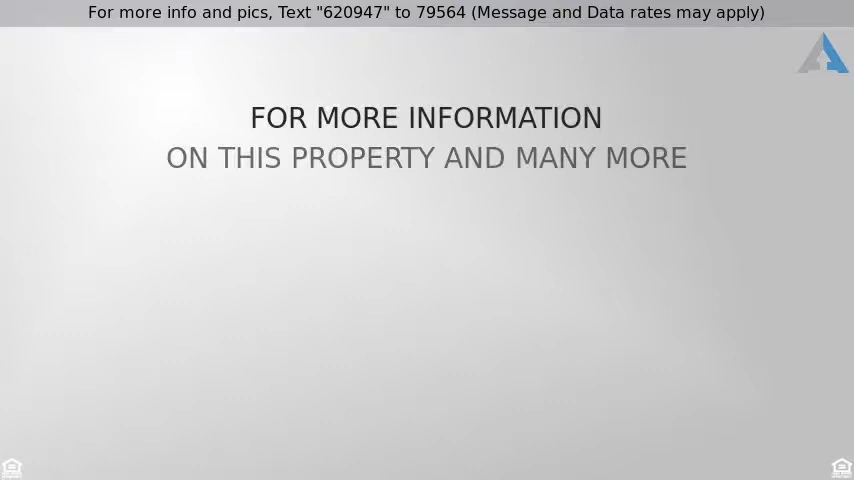 For more info and pics, Text "620947" to 79564 (Message and Data rates may apply)
FOR MORE INFORMATION
ON THIS PROPERTY AND MANY MORE